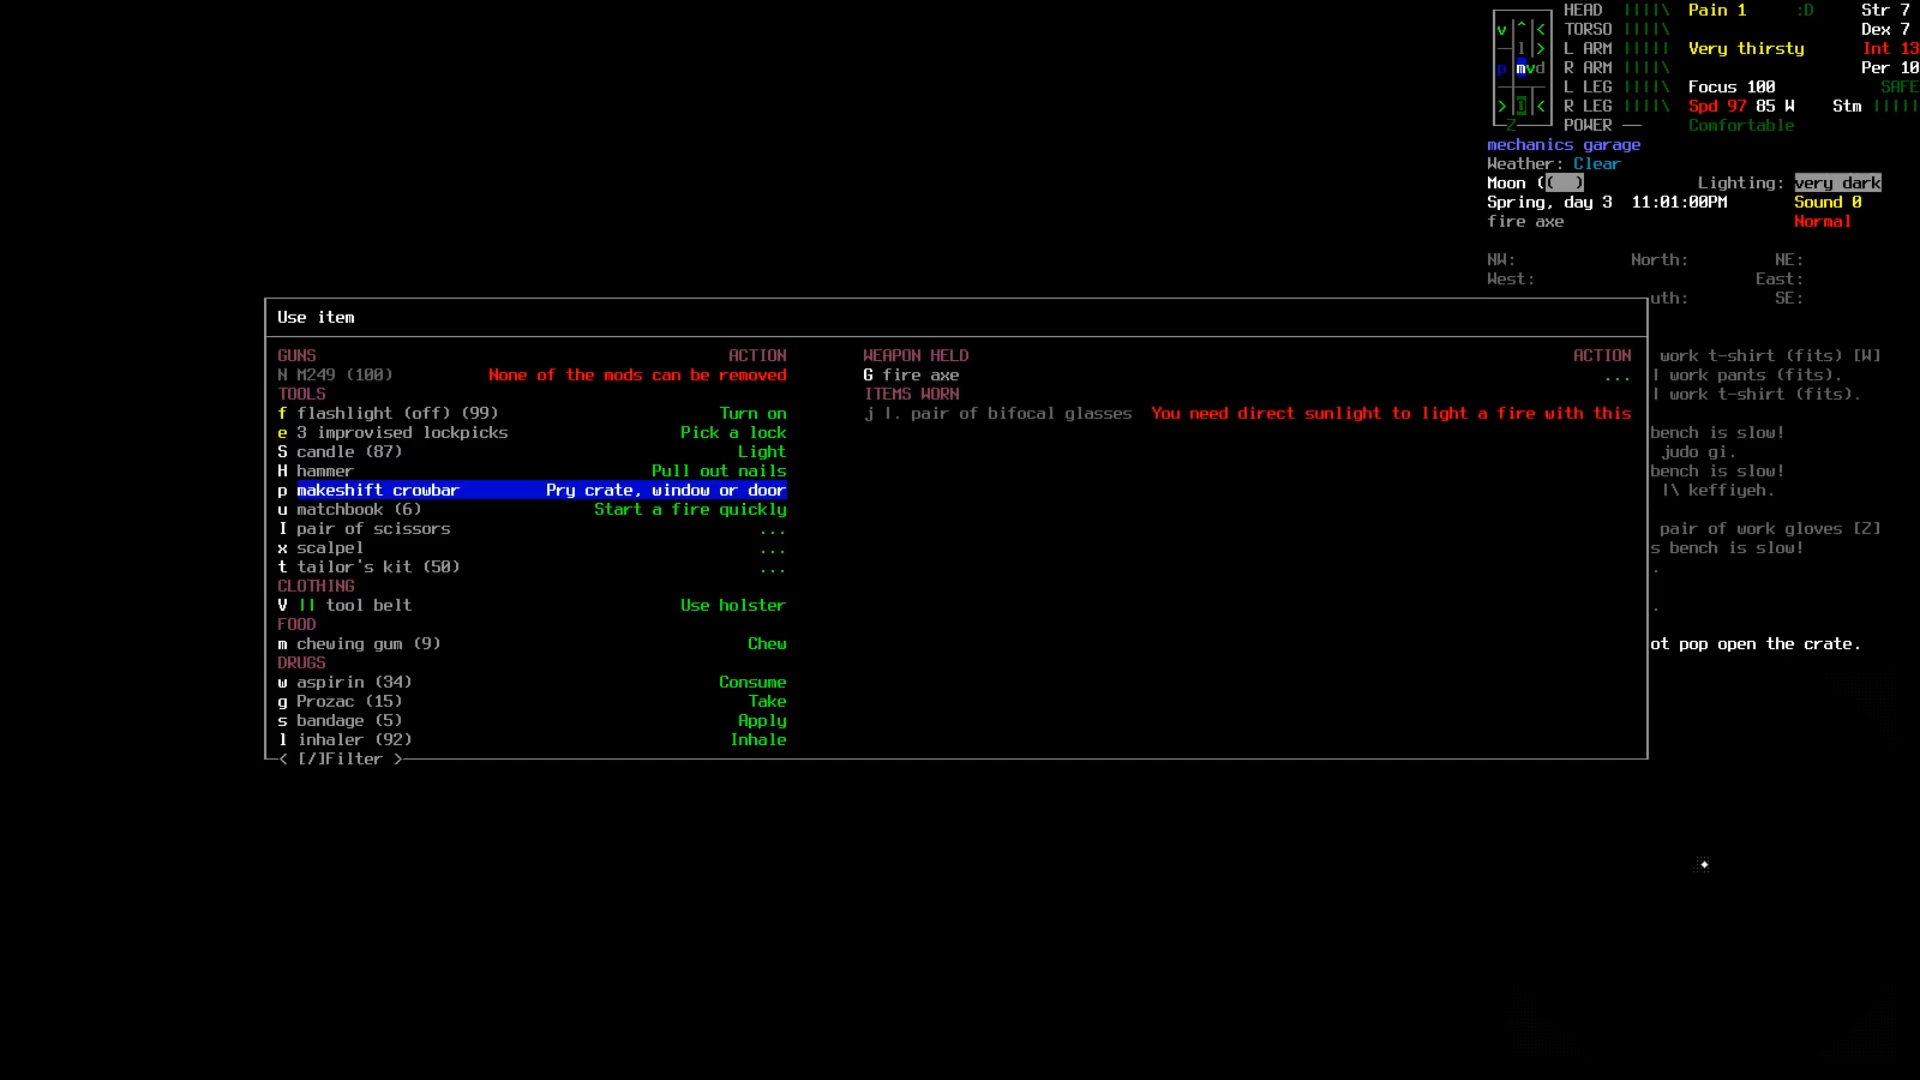 HEAD ||||\ Pain 1 :D Str 7
v ^ < TORSO ||||\ Dex 7
l > L ARM ||||| Very thirsty Int 13
p m v d R ARM ||||\ Per 10
L LEG ||||\ Focus 100 SAFE
> < R LEG ||||\ Spd 97 85 W Stm |||||
Z POWER --
Comfortable
mechanics garage
Weather: Clear
Moon (( ) Lighting: very dark
Spring, day 3 11:01:00PM Sound 0
fire axe Normal
NW: North: NE:
West: East:
uth: SE:
Use item
GUNS ACTION
N M249 (100) None of the mods can be removed
TOOLS
f flashlight (off) (99) Turn on
e 3 improvised lockpicks Pick a lock
S candle (87) Light
H hammer Pull out nails
p makeshift crowbar Pry crate, window or door
u matchbook (6) Start a fire quickly
I pair of scissors ...
x scalpel ...
t tailor's kit (50) ...
CLOTHING
V || tool belt Use holster
FOOD
m chewing gum (9) Chew
DRUGS
w aspirin (34) Consume
g Prozac (15) Take
s bandage (5) Apply
l inhaler (92) Inhale
< [/]Filter >
WEAPON HELD ACTION
G fire axe ...
ITEMS WORN
j l. pair of bifocal glasses You need direct sunlight to light a fire with this
work t-shirt (fits) [W]
| work pants (fits).
| work t-shirt (fits).
bench is slow!
judo gi.
bench is slow!
|\ keffiyeh.
pair of work gloves [Z]
s bench is slow!
.
.
ot pop open the crate.